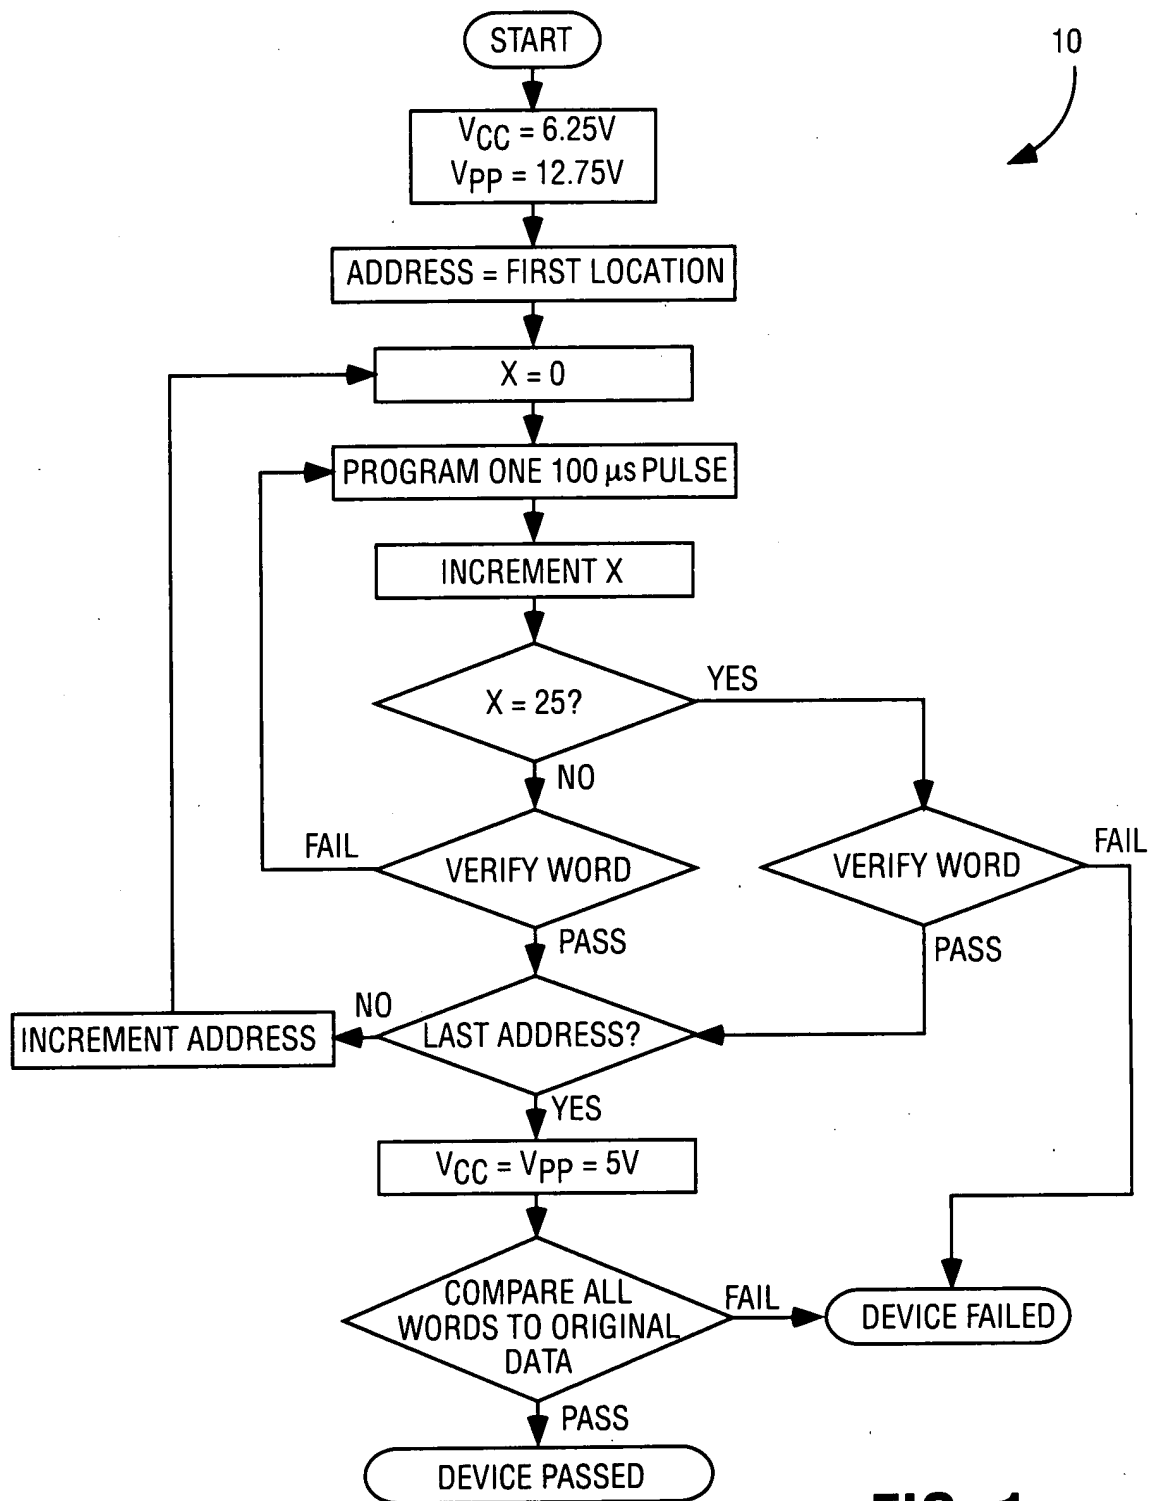 START
10
VCC = 6.25V
VPP = 12.75V
ADDRESS = FIRST LOCATION
X = 0
PROGRAM ONE 100 µs PULSE
INCREMENT X
X = 25?
YES
NO
FAIL
VERIFY WORD
VERIFY WORD
FAIL
PASS
PASS
NO
INCREMENT ADDRESS
LAST ADDRESS?
YES
VCC = VPP = 5V
COMPARE ALL
WORDS TO ORIGINAL
DATA
FAIL
DEVICE FAILED
PASS
DEVICE PASSED